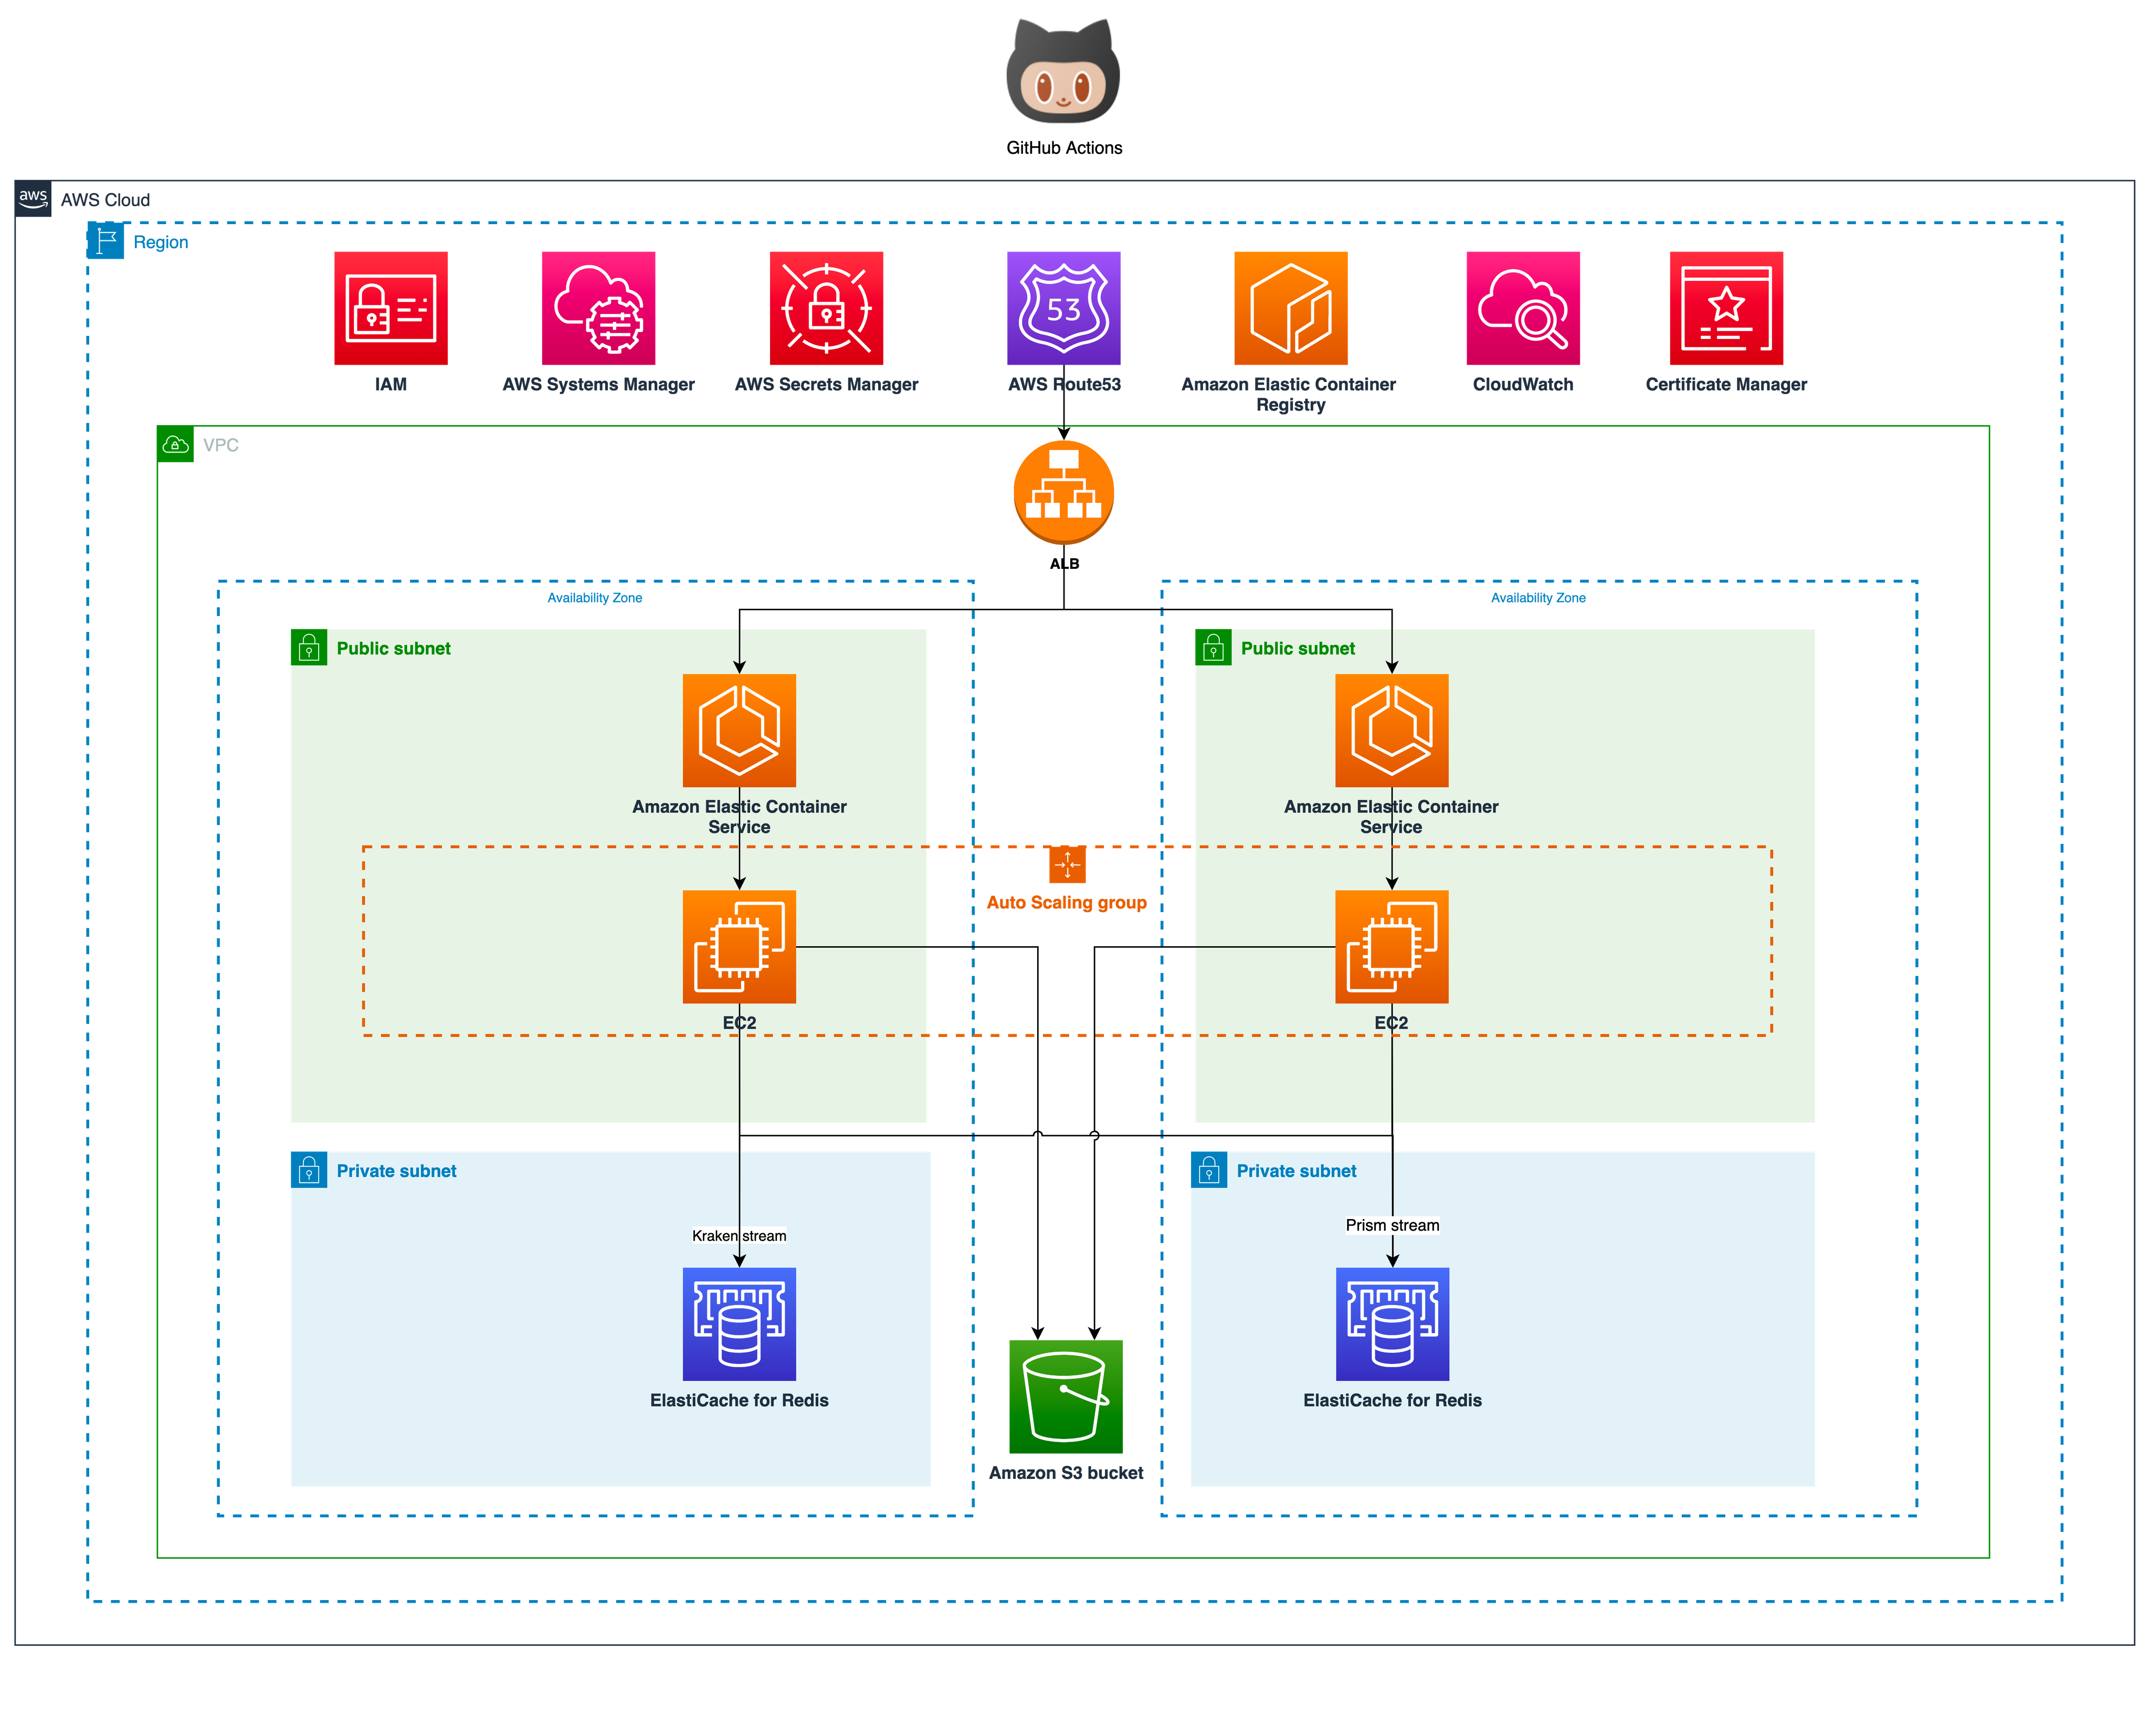 GitHub Actions
aws
AWS Cloud
Region
53
IAM
AWS Systems Manager
AWS Secrets Manager
AWS Route53
Amazon Elastic Container
Registry
CloudWatch
Certificate Manager
VPC
ALB
Availability Zone
Availability Zone
Public subnet
Public subnet
Amazon Elastic Container
Service
Amazon Elastic Container
Service
Auto Scaling group
EC2
EC2
Private subnet
Private subnet
Kraken stream
Prism stream
ElastiCache for Redis
ElastiCache for Redis
Amazon S3 bucket